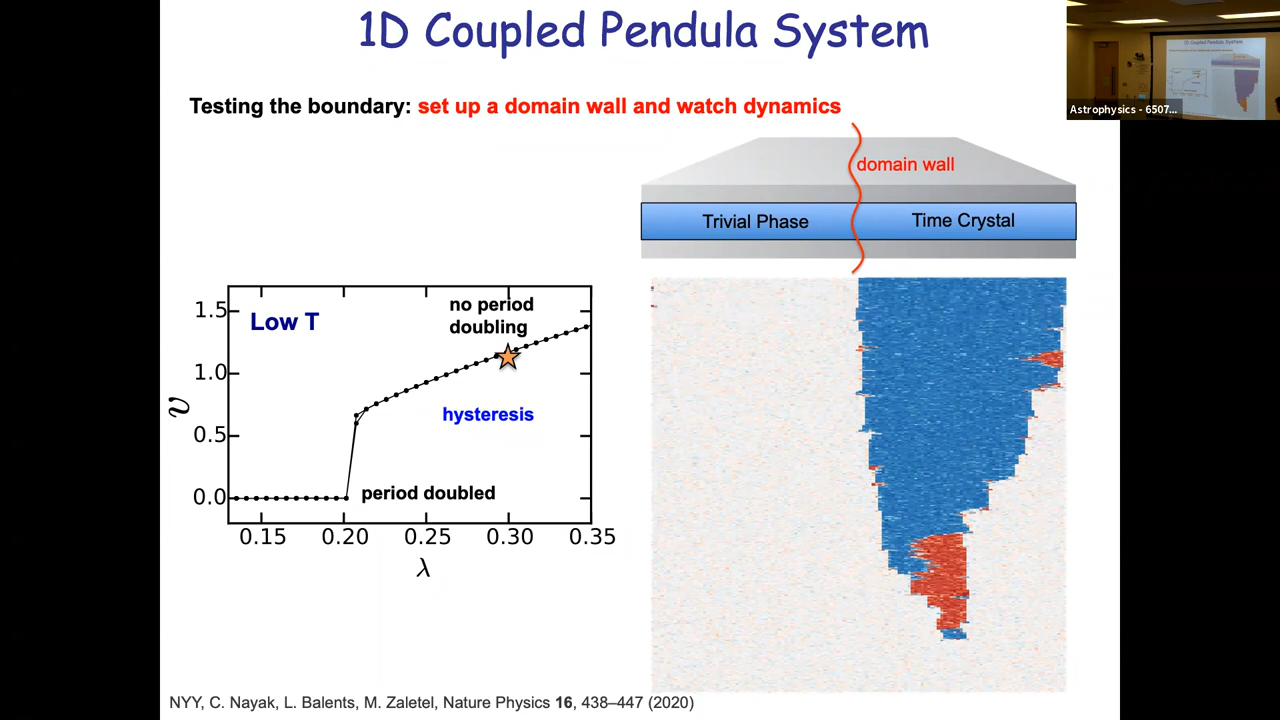 1D Coupled Pendula System
Testing the boundary: set up a domain wall and watch dynamics
Astrophysics - 6507...
domain wall
Trivial Phase
Time Crystal
Low T
no period
doubling
hysteresis
period doubled
1.5
1.0
0.5
0.0
v
0.15 0.20 0.25 0.30 0.35
λ
NYY, C. Nayak, L. Balents, M. Zaletel, Nature Physics 16, 438–447 (2020)